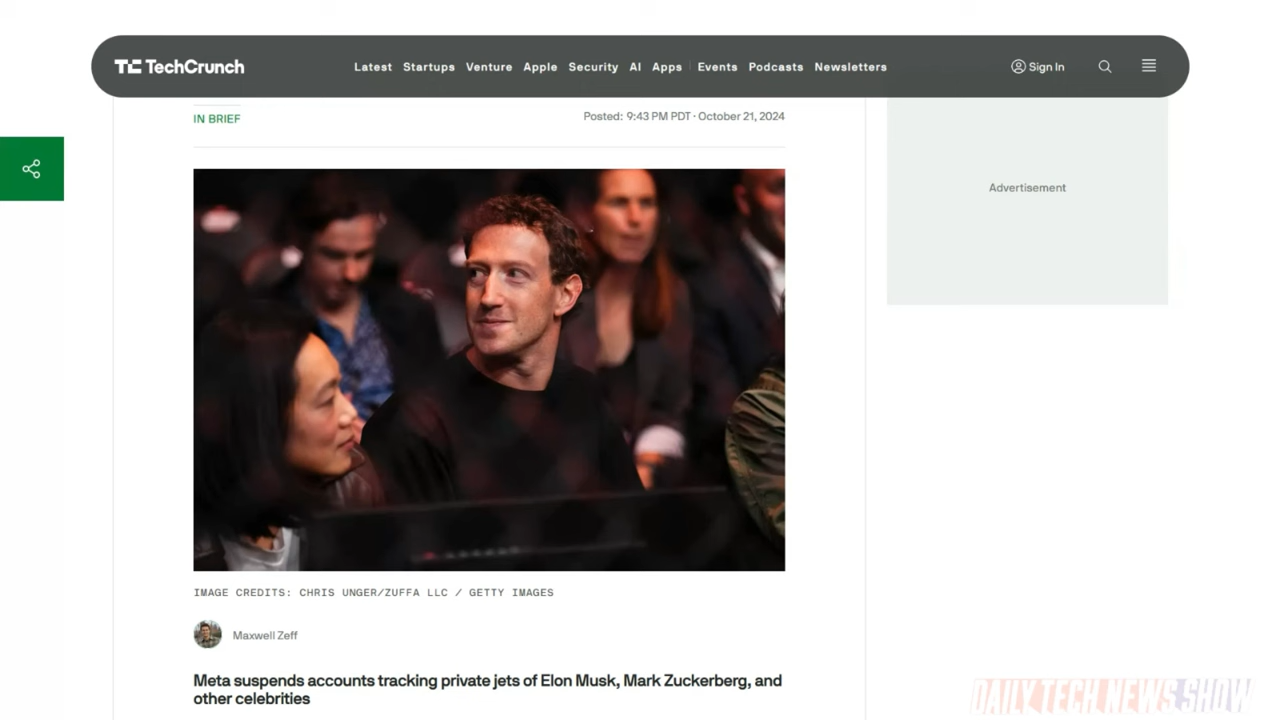 TechCrunch
Latest Startups Venture Apple Security AI Apps Events Podcasts Newsletters
Sign In
IN BRIEF
Posted: 9:43 PM PDT · October 21, 2024
Advertisement
IMAGE CREDITS: CHRIS UNGER/ZUFFA LLC / GETTY IMAGES
Maxwell Zeff
Meta suspends accounts tracking private jets of Elon Musk, Mark Zuckerberg, and
other celebrities
DAILY TECH NEWS SHOW